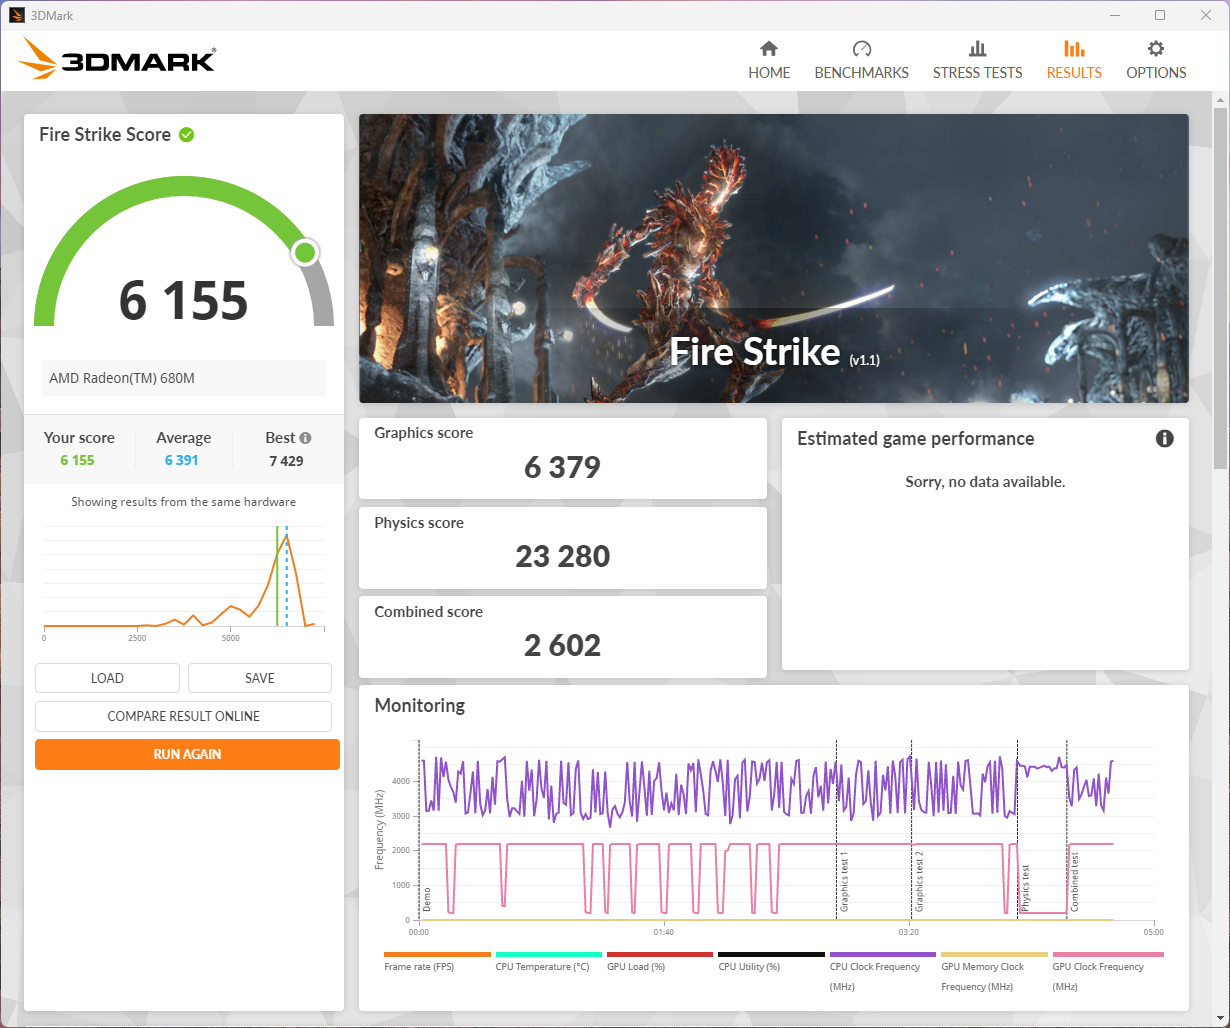 3DMark
3DMARK®
HOME
BENCHMARKS
STRESS TESTS
RESULTS
OPTIONS
Fire Strike Score
6 155
AMD Radeon(TM) 680M
Your score
6 155
Average
6 391
Best
7 429
Showing results from the same hardware
0
2500
5000
LOAD
SAVE
COMPARE RESULT ONLINE
RUN AGAIN
Fire Strike (v1.1)
Graphics score
6 379
Physics score
23 280
Combined score
2 602
Estimated game performance
Sorry, no data available.
Monitoring
Frequency (MHz)
4000
3000
2000
1000
0
Demo
Graphics test 1
Graphics test 2
Physics test
Combined test
00:00
01:40
03:20
05:00
Frame rate (FPS)
CPU Temperature (°C)
GPU Load (%)
CPU Utility (%)
CPU Clock Frequency
(MHz)
GPU Memory Clock
Frequency (MHz)
GPU Clock Frequency
(MHz)